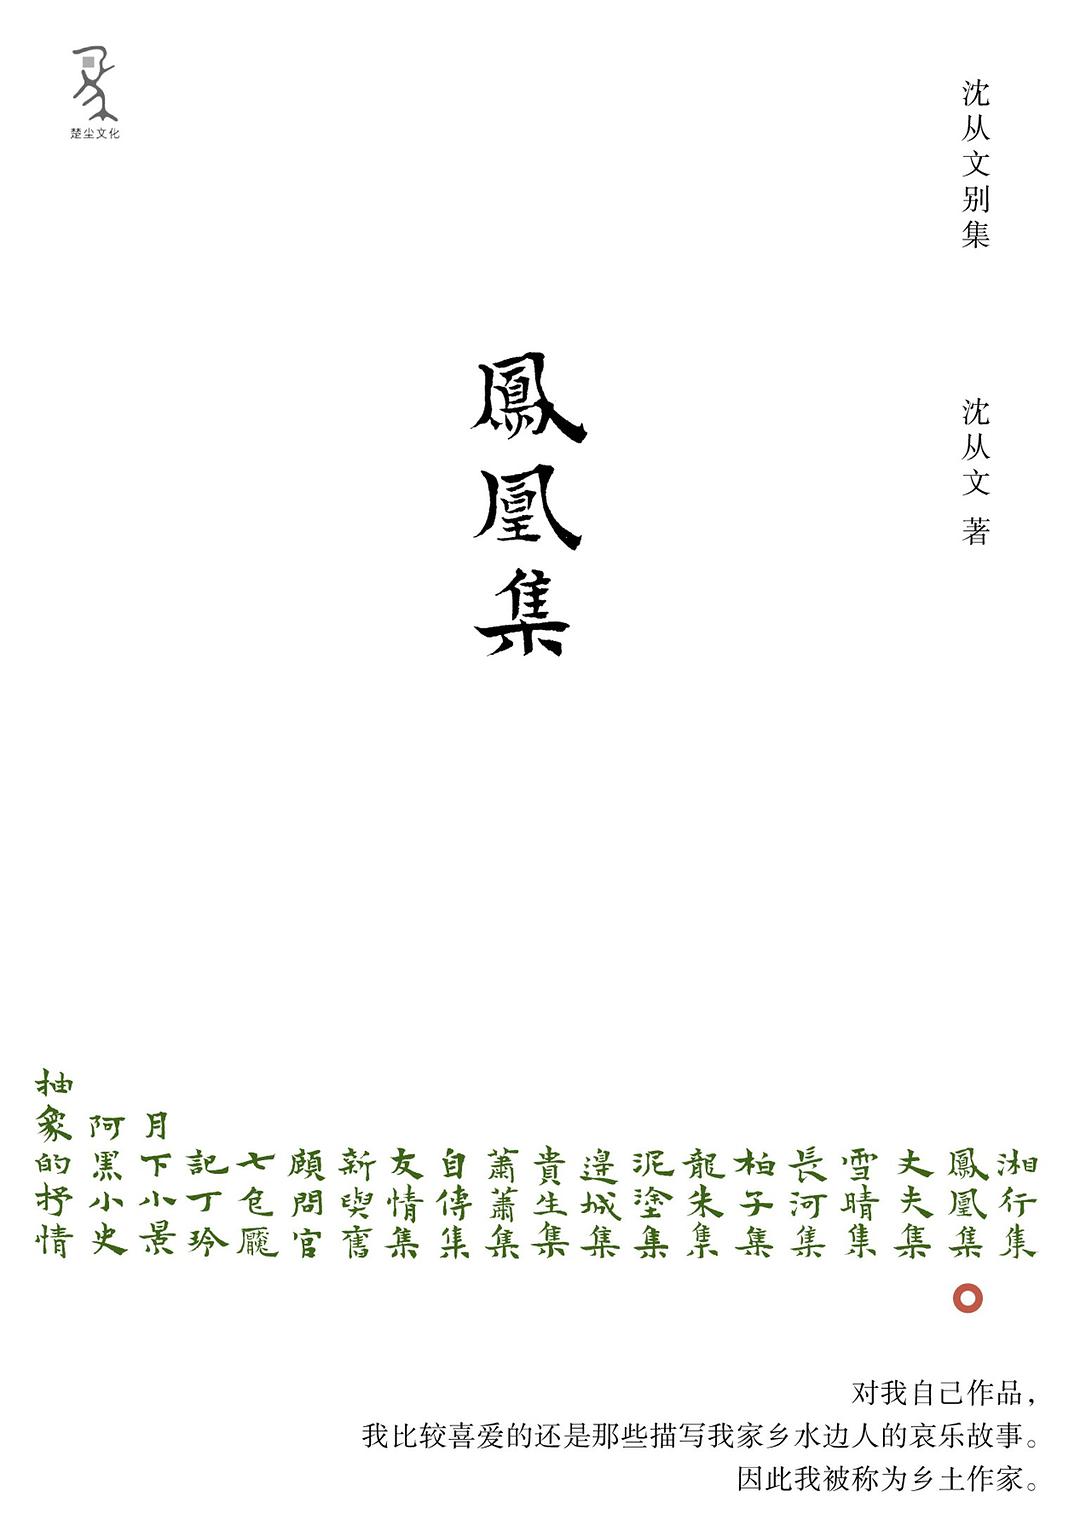 楚尘文化
沈从文别集
沈从文 著
鳳凰集
湘行集
鳳凰集
丈夫集
雪晴集
長河集
柏子集
龍朱集
泥塗集
邊城集
貴生集
蕭蕭集
自傳集
友情集
新與舊
顧問官
七色魘
記丁玲
月下小景
阿黑小史
抽象的抒情
对我自己作品，
我比较喜爱的还是那些描写我家乡水边人的哀乐故事。
因此我被称为乡土作家。